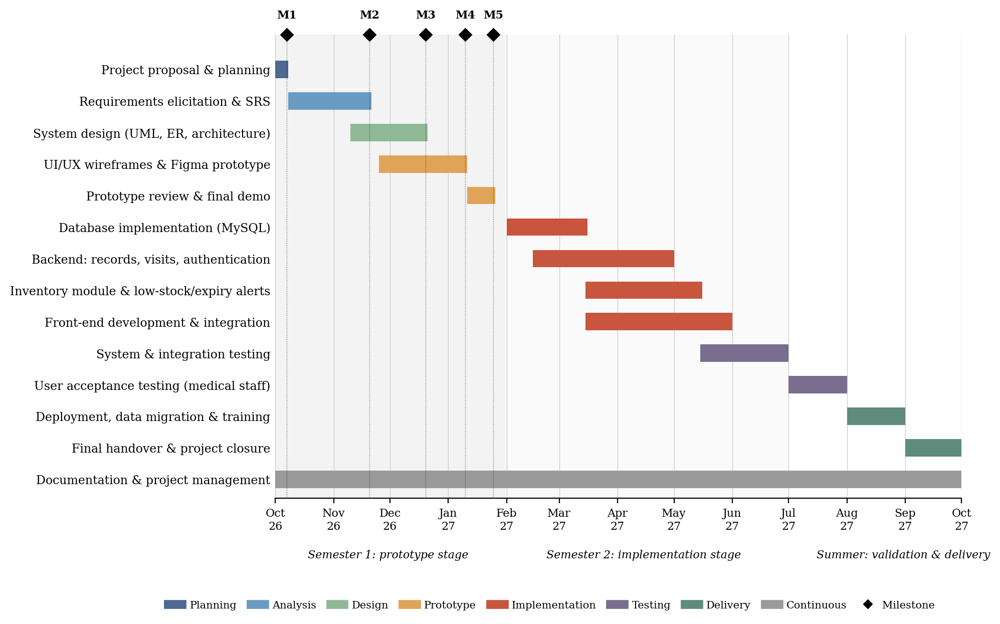 M1 M2 M3 M4 M5
Project proposal & planning
Requirements elicitation & SRS
System design (UML, ER, architecture)
UI/UX wireframes & Figma prototype
Prototype review & final demo
Database implementation (MySQL)
Backend: records, visits, authentication
Inventory module & low-stock/expiry alerts
Front-end development & integration
System & integration testing
User acceptance testing (medical staff)
Deployment, data migration & training
Final handover & project closure
Documentation & project management
Oct Nov Dec Jan Feb Mar Apr May Jun Jul Aug Sep Oct
26 26 26 27 27 27 27 27 27 27 27 27 27
Semester 1: prototype stage Semester 2: implementation stage Summer: validation & delivery
Planning Analysis Design Prototype Implementation Testing Delivery Continuous Milestone